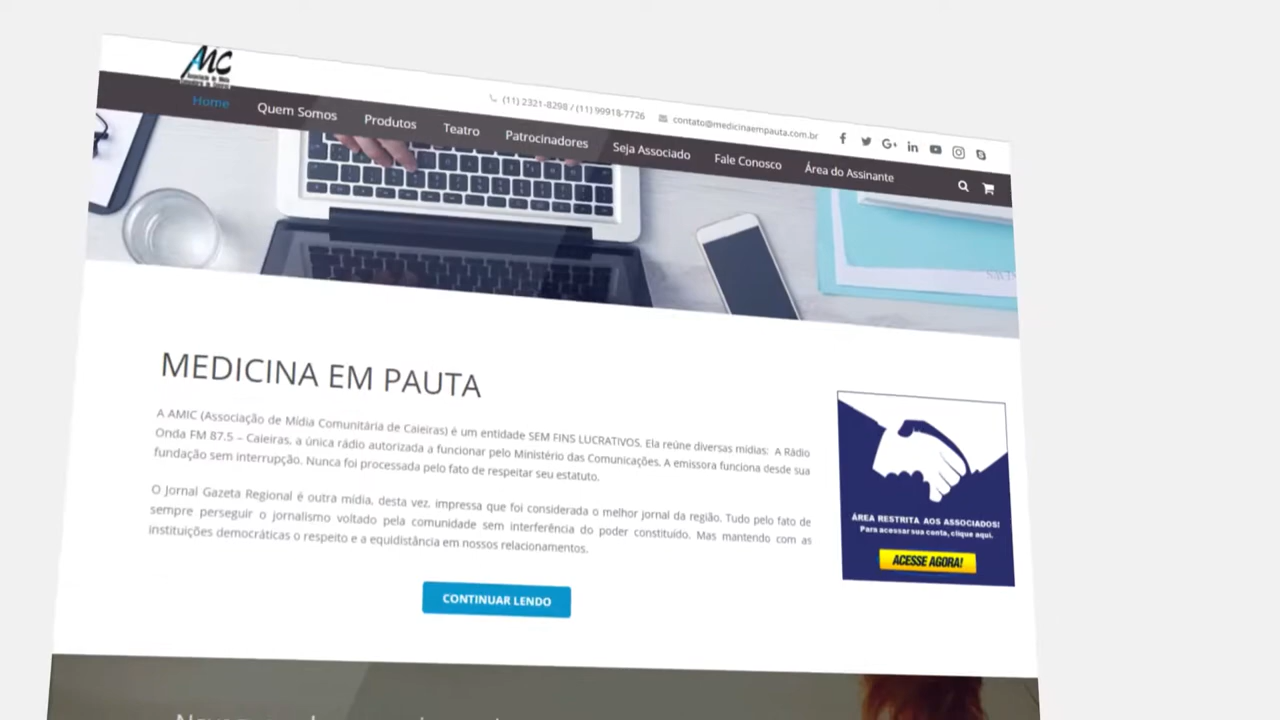 AMIC
(11) 2321-8298 / (11) 99918-7726
contato@medicinaempauta.com.br
Home
Quem Somos
Produtos
Teatro
Patrocinadores
Seja Associado
Fale Conosco
Área do Assinante
MEDICINA EM PAUTA
A AMIC (Associação de Mídia Comunitária de Caieiras) é um entidade SEM FINS LUCRATIVOS. Ela reúne diversas mídias: A Rádio
Onda FM 87.5 – Caieiras, a única rádio autorizada a funcionar pelo Ministério das Comunicações. A emissora funciona desde sua
fundação sem interrupção. Nunca foi processada pelo fato de respeitar seu estatuto.
O Jornal Gazeta Regional é outra mídia, desta vez, impressa que foi considerada o melhor jornal da região. Tudo pelo fato de
sempre perseguir o jornalismo voltado pela comunidade sem interferência do poder constituído. Mas mantendo com as
instituições democráticas o respeito e a equidistância em nossos relacionamentos.
CONTINUAR LENDO
ÁREA RESTRITA AOS ASSOCIADOS!
Para acessar sua conta, clique aqui.
ACESSE AGORA!